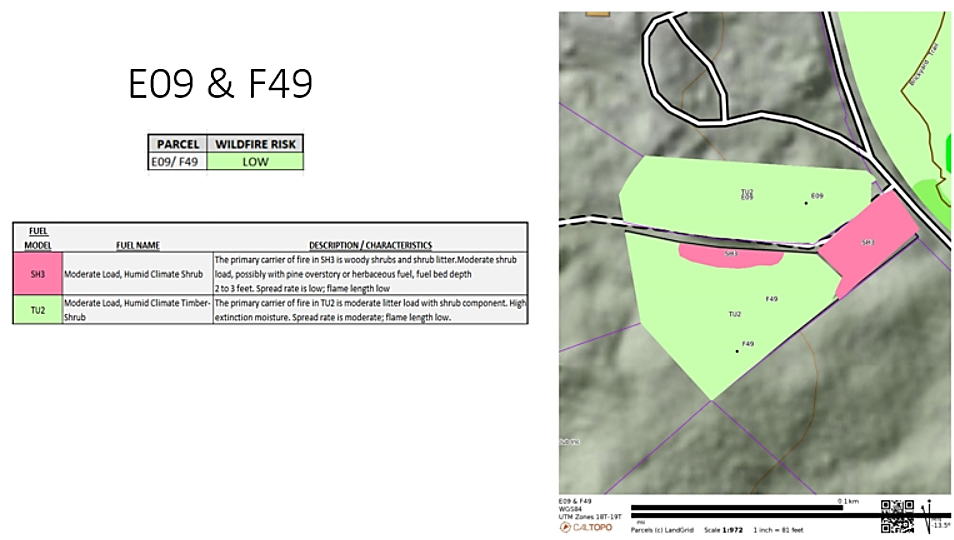 E09 & F49
PARCEL WILDFIRE RISK
E09/ F49 LOW
FUEL
MODEL FUEL NAME DESCRIPTION / CHARACTERISTICS
SH3 Moderate Load, Humid Climate Shrub
The primary carrier of fire in SH3 is woody shrubs and shrub litter.Moderate shrub
load, possibly with pine overstory or herbaceous fuel, fuel bed depth
2 to 3 feet. Spread rate is low; flame length low
TU2
Moderate Load, Humid Climate Timber-
Shrub
The primary carrier of fire in TU2 is moderate litter load with shrub component. High
extinction moisture. Spread rate is moderate; flame length low.
Brickyard Trail
TU2
E09
E09
SH3
SH3
F49
TU2
F49
E09 & F49
WGS84
UTM Zones 18T-19T
CALTOPO
0.1 km
Parcels (c) LandGrid Scale 1:972 1 inch = 81 feet
-13.5°